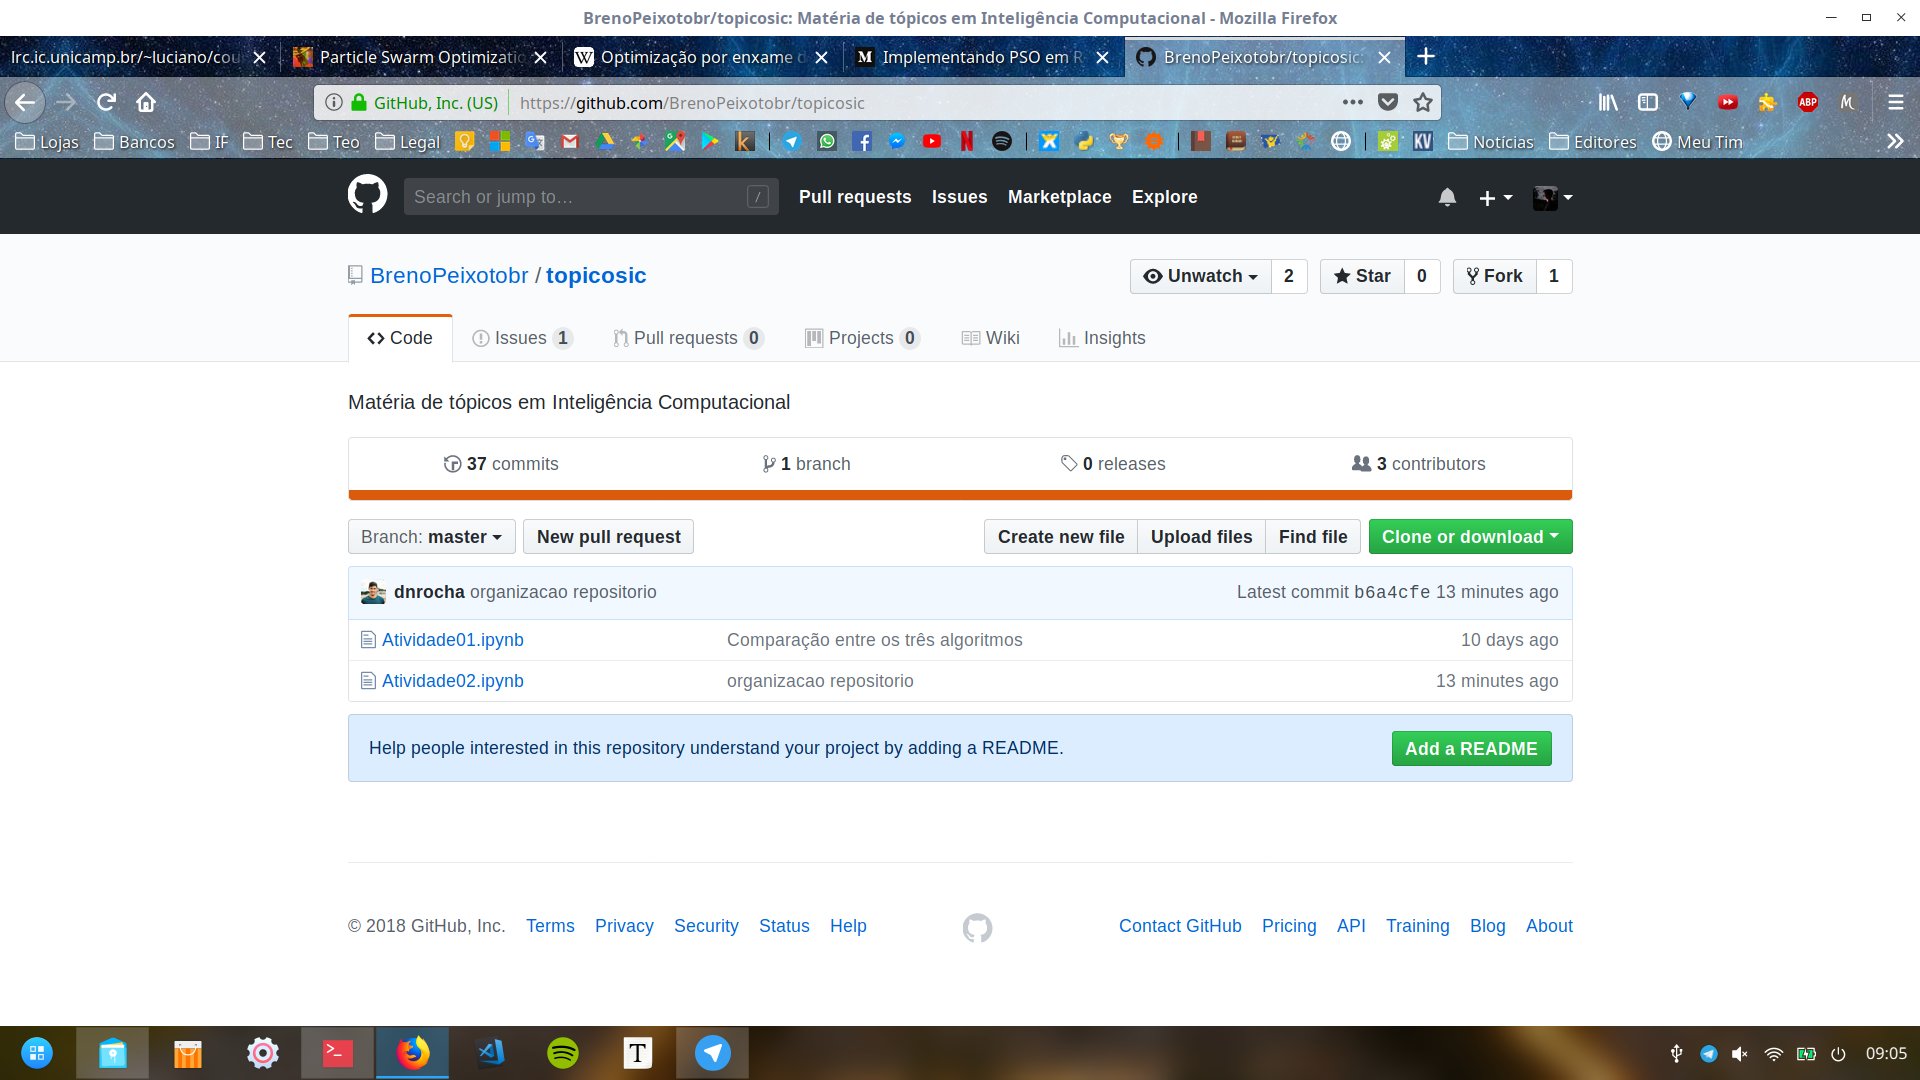 BrenoPeixotobr/topicosic: Matéria de tópicos em Inteligência Computacional - Mozilla Firefox
lrc.ic.unicamp.br/~luciano/cou Particle Swarm Optimizatio Optimização por enxame d Implementando PSO em R BrenoPeixotobr/topicosic:
GitHub, Inc. (US) https://github.com/BrenoPeixotobr/topicosic
ABP
Lojas Bancos IF Tec Teo Legal KV Notícias Editores Meu Tim
Search or jump to… / Pull requests Issues Marketplace Explore
BrenoPeixotobr / topicosic Unwatch 2 Star 0 Fork 1
Code Issues 1 Pull requests 0 Projects 0 Wiki Insights
Matéria de tópicos em Inteligência Computacional
37 commits 1 branch 0 releases 3 contributors
Branch: master New pull request Create new file Upload files Find file Clone or download
dnrocha organizacao repositorio Latest commit b6a4cfe 13 minutes ago
Atividade01.ipynb Comparação entre os três algoritmos 10 days ago
Atividade02.ipynb organizacao repositorio 13 minutes ago
Help people interested in this repository understand your project by adding a README. Add a README
© 2018 GitHub, Inc. Terms Privacy Security Status Help Contact GitHub Pricing API Training Blog About
T 09:05